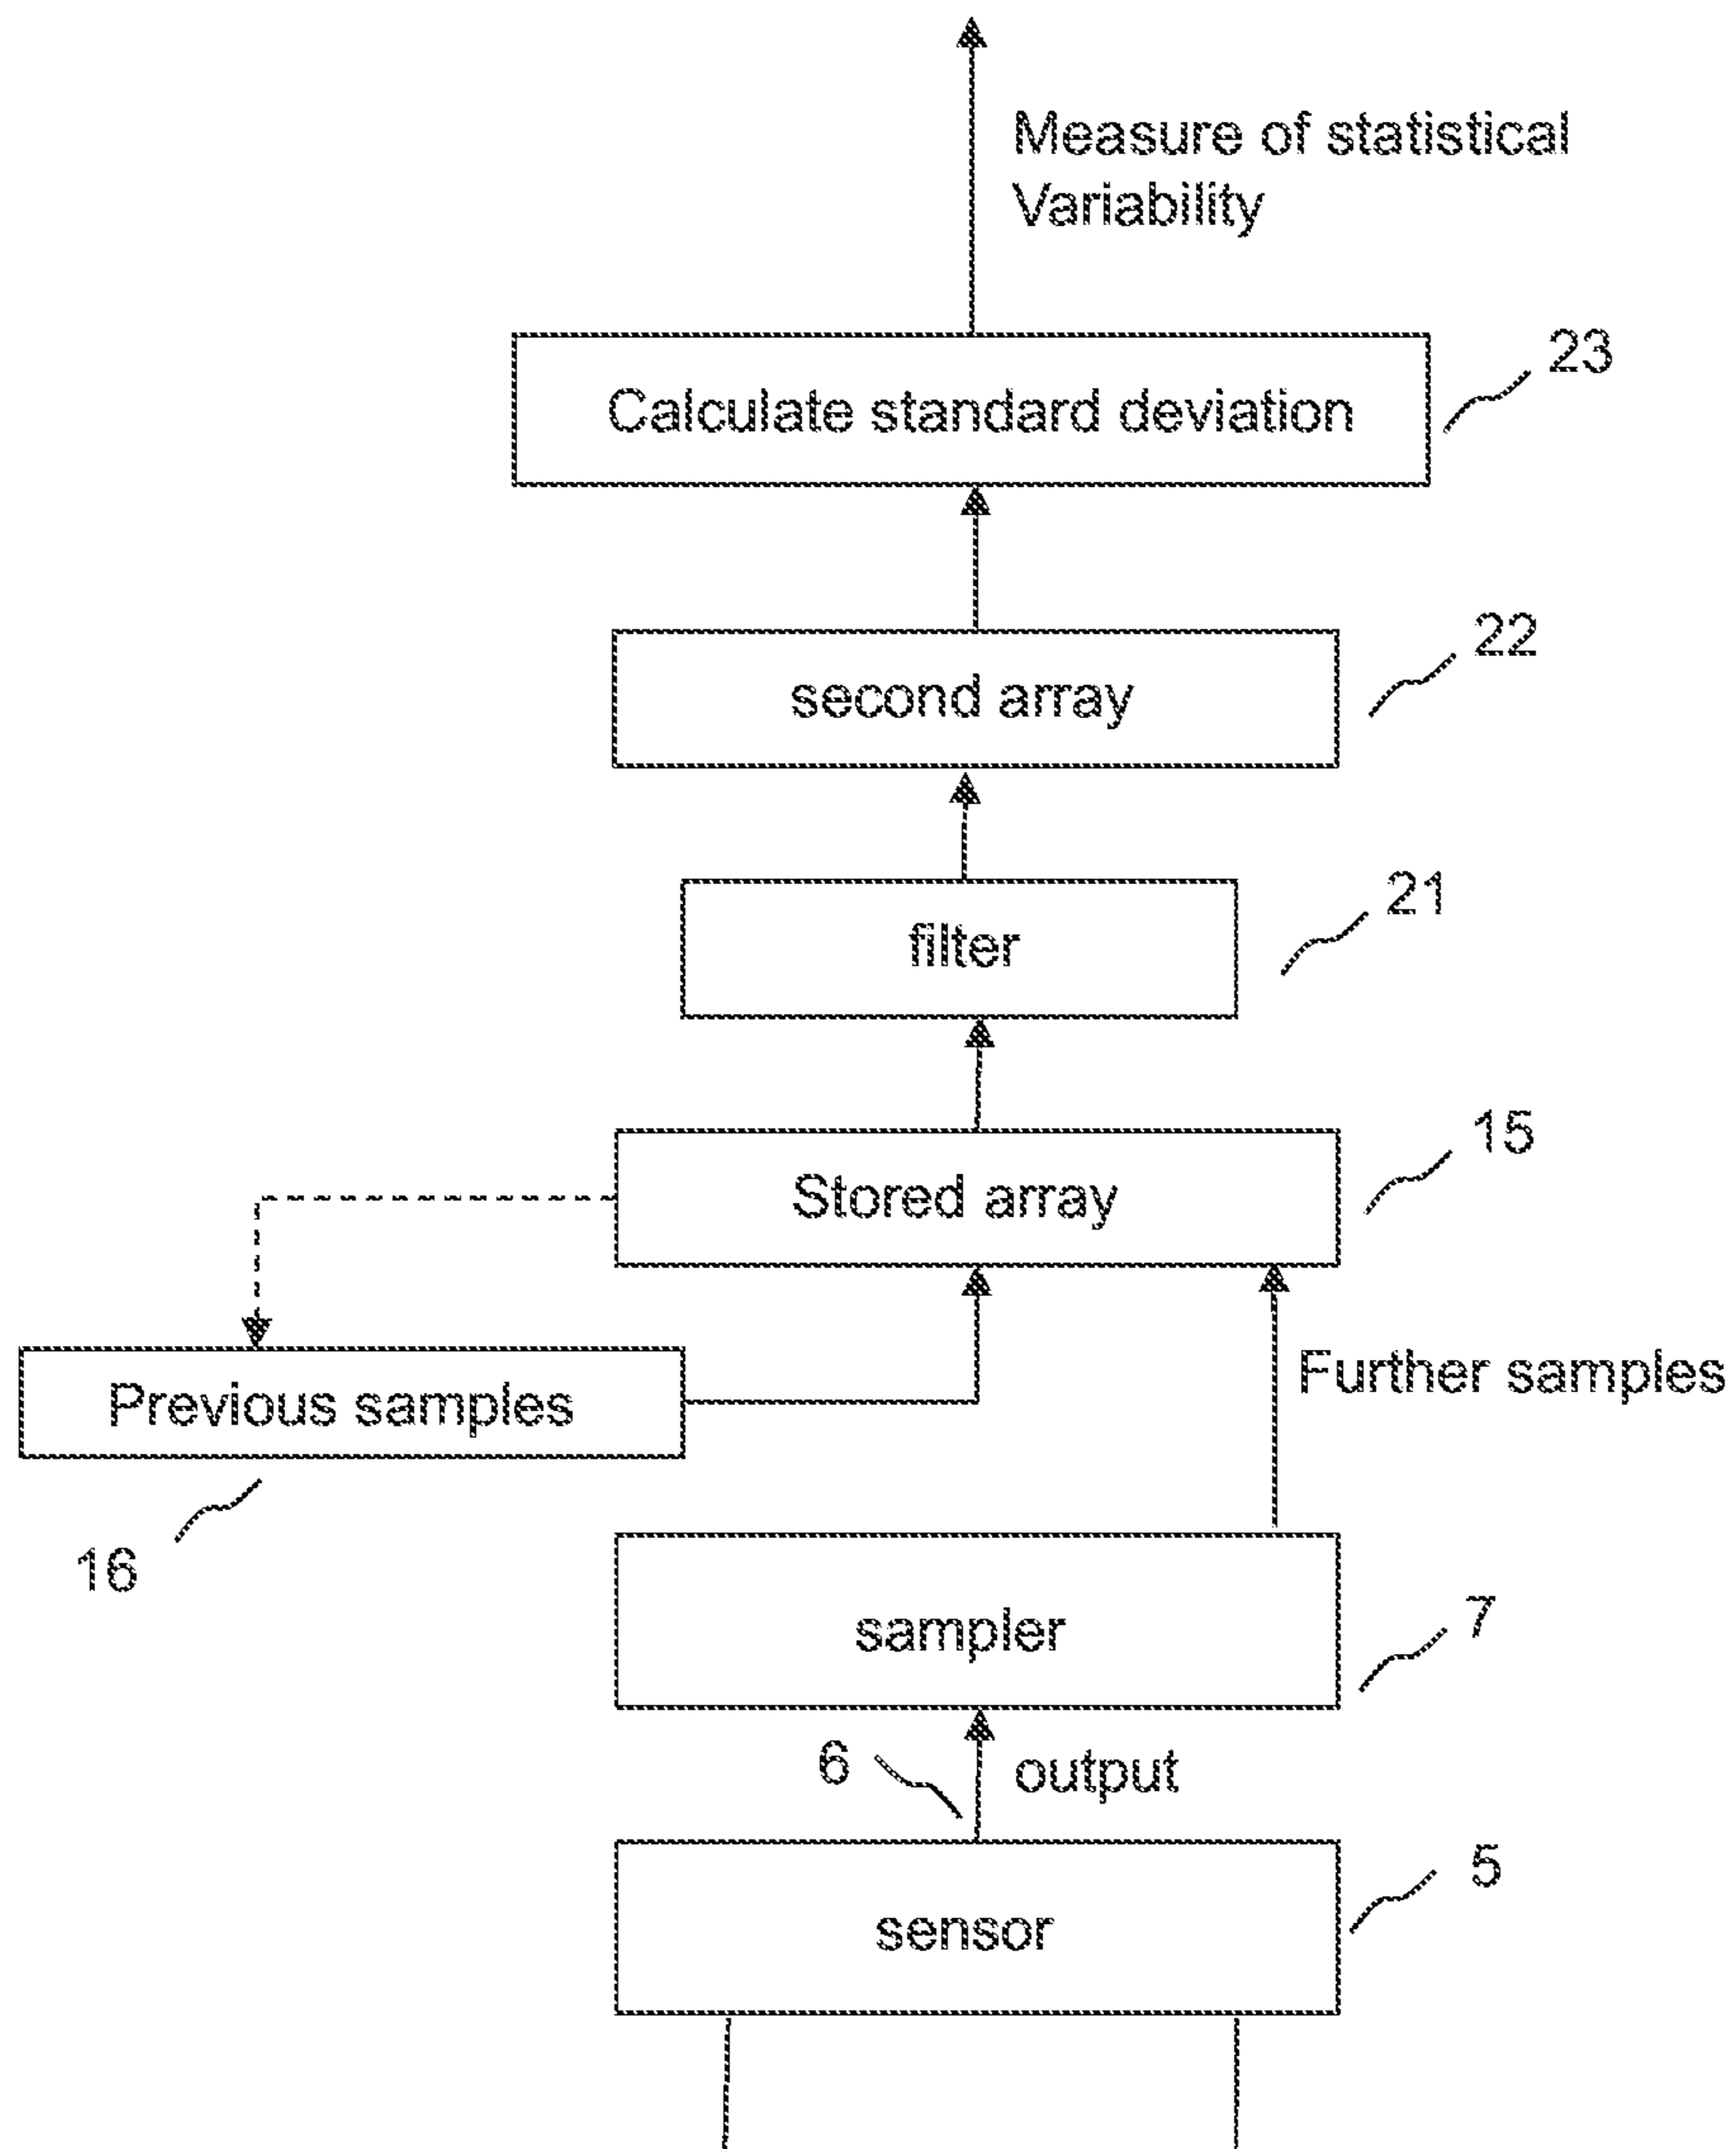 Measure of statistical
Variability
Calculate standard deviation
23
second array
22
filter
21
Stored array
15
Previous samples
Further samples
16
sampler
7
6
output
sensor
5